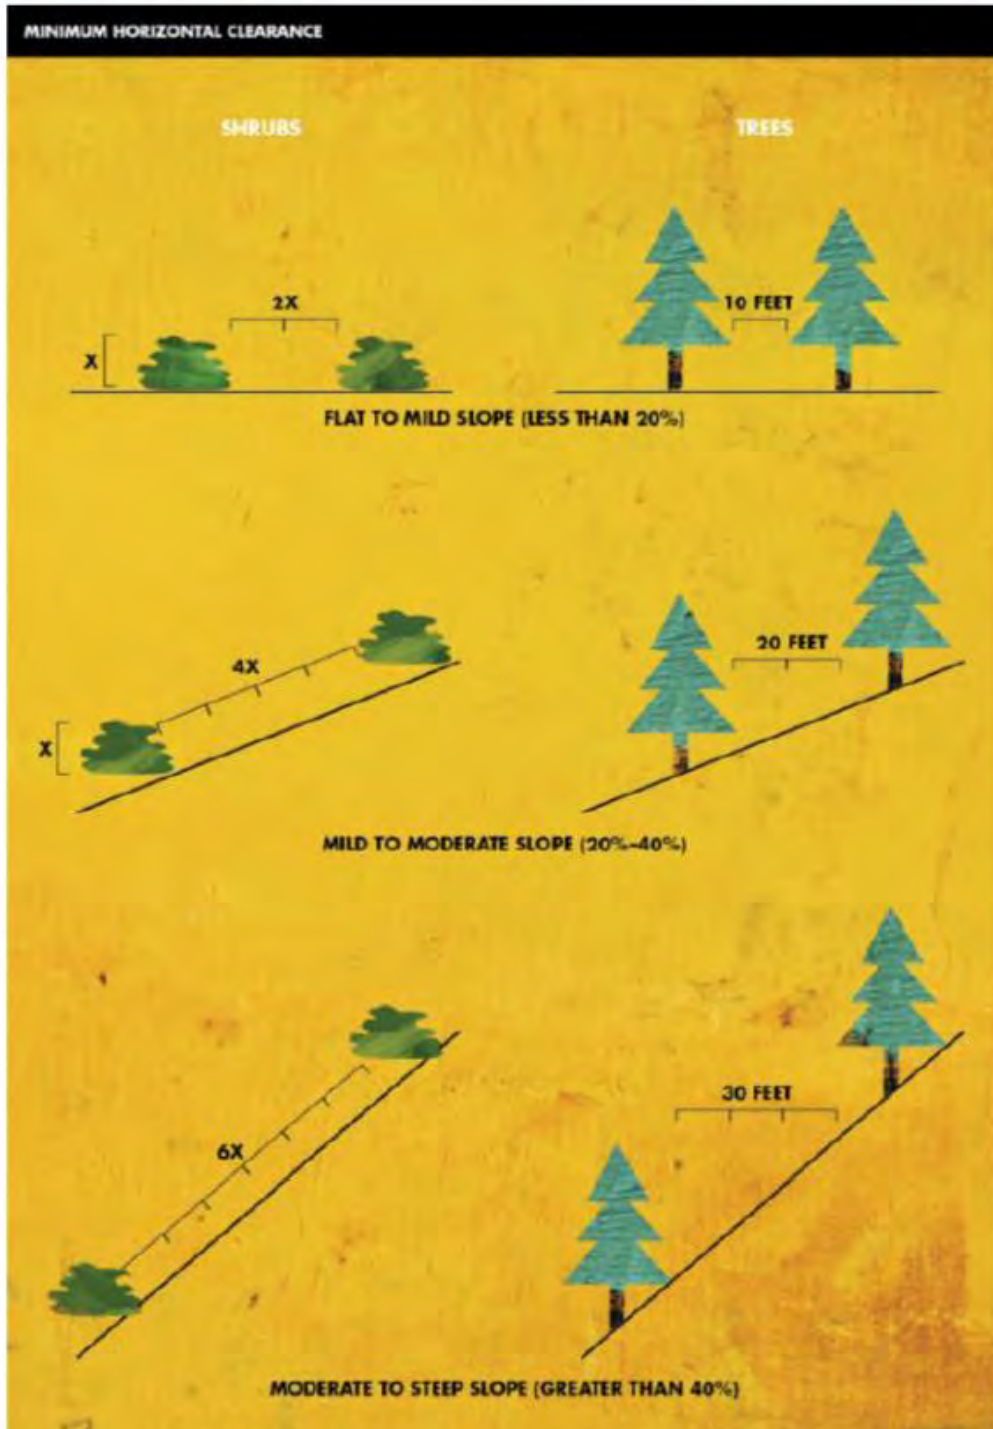 MINIMUM HORIZONTAL CLEARANCE
SHRUBS
TREES
2X
10 FEET
X
FLAT TO MILD SLOPE (LESS THAN 20%)
4X
20 FEET
X
MILD TO MODERATE SLOPE (20%-40%)
6X
30 FEET
MODERATE TO STEEP SLOPE (GREATER THAN 40%)